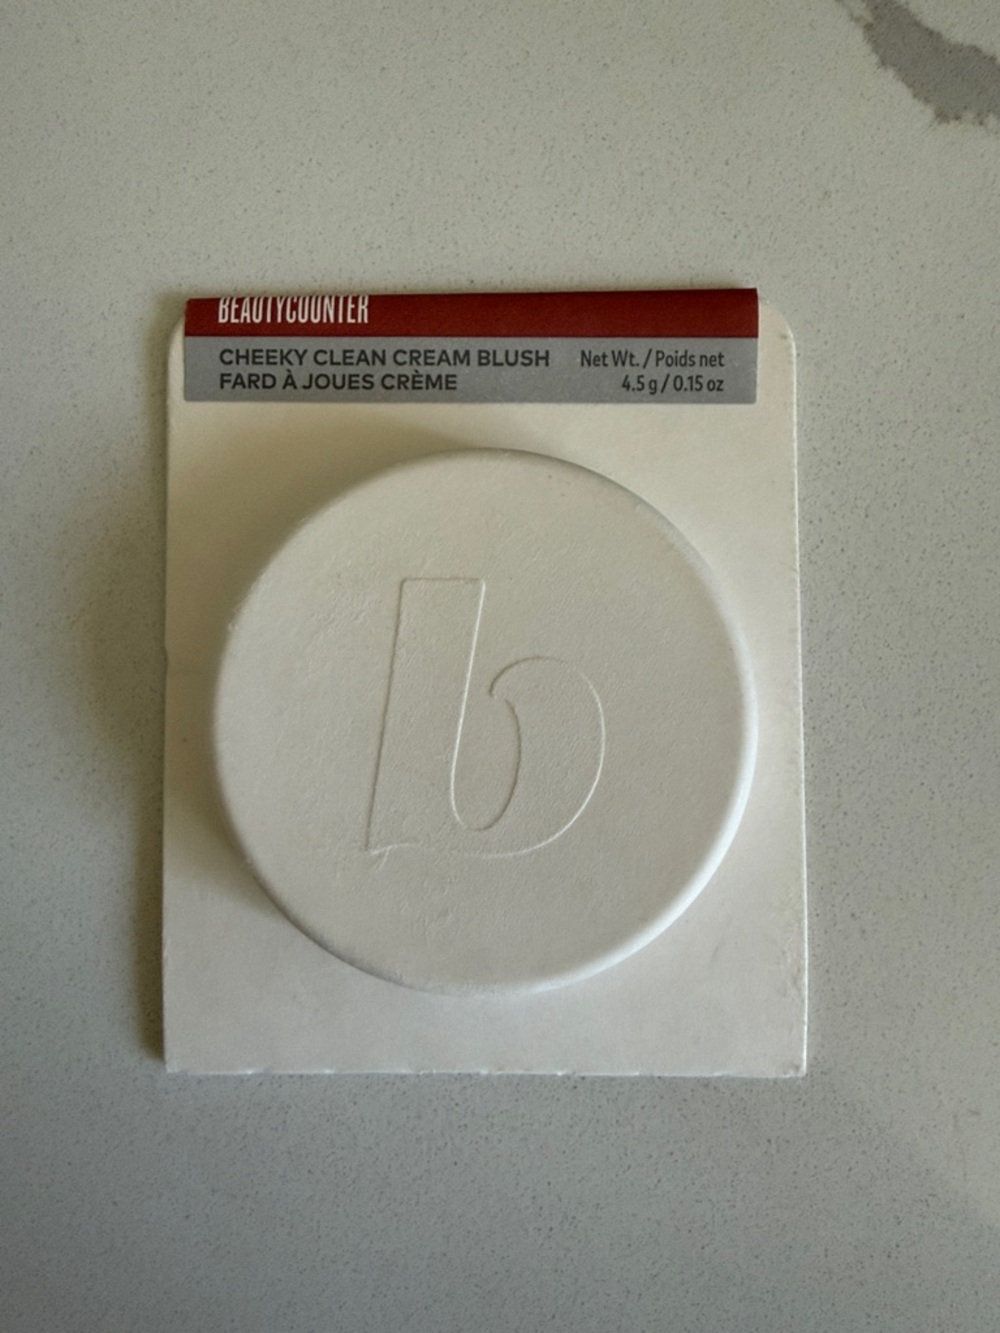 BEAUTYCOUNTER
CHEEKY CLEAN CREAM BLUSH
FARD À JOUES CRÈME
Net Wt. / Poids net
4.5 g / 0.15 oz
b